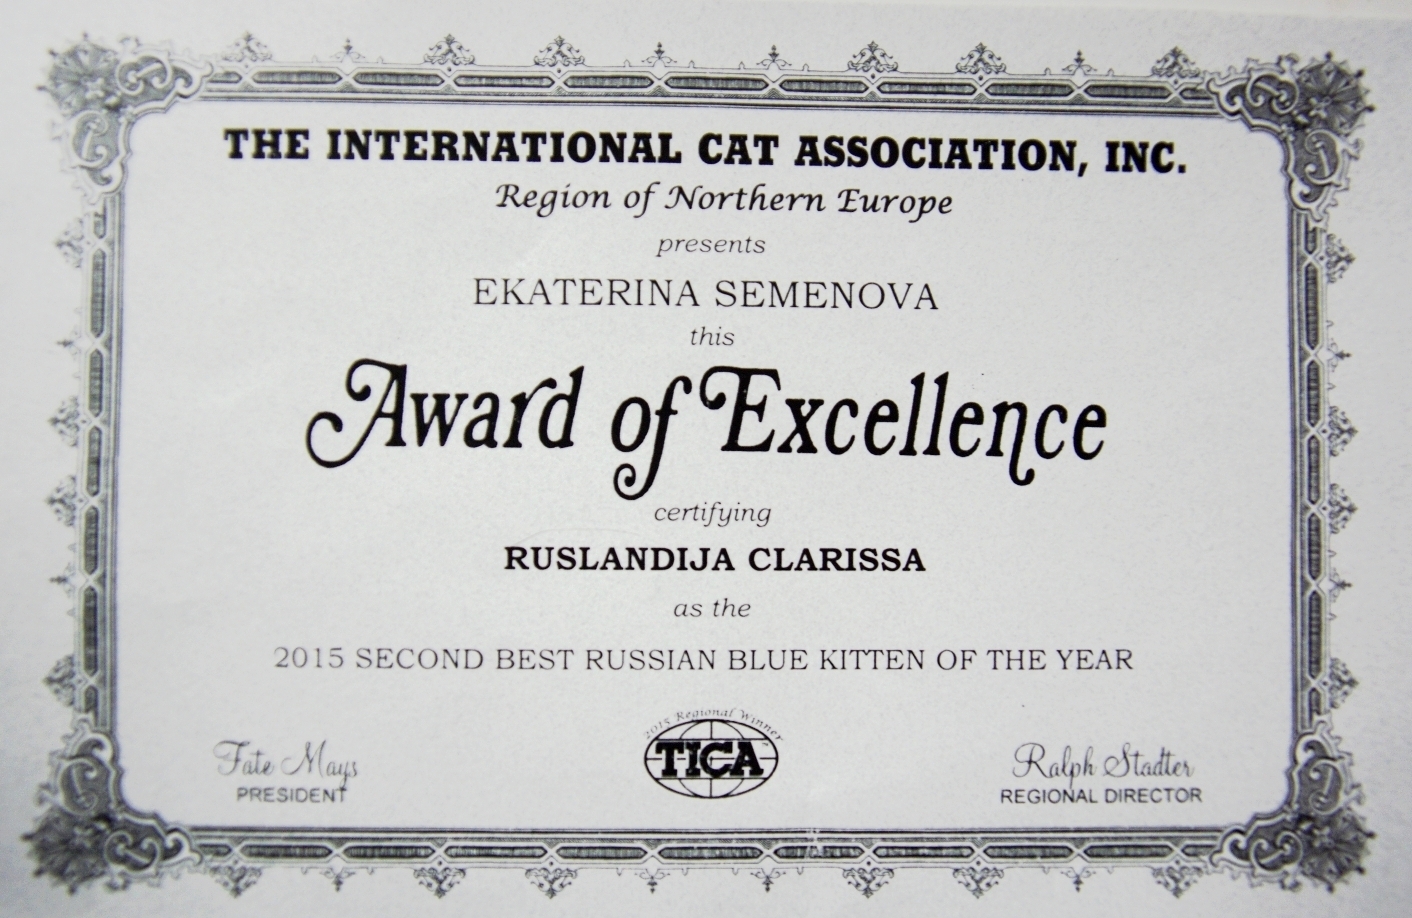 THE INTERNATIONAL CAT ASSOCIATION, INC.
Region of Northern Europe
presents
EKATERINA SEMENOVA
this
Award of Excellence
certifying
RUSLANDIJA CLARISSA
as the
2015 SECOND BEST RUSSIAN BLUE KITTEN OF THE YEAR
2015 Regional Winner
TICA
Fate Mays
PRESIDENT
Ralph Stadter
REGIONAL DIRECTOR